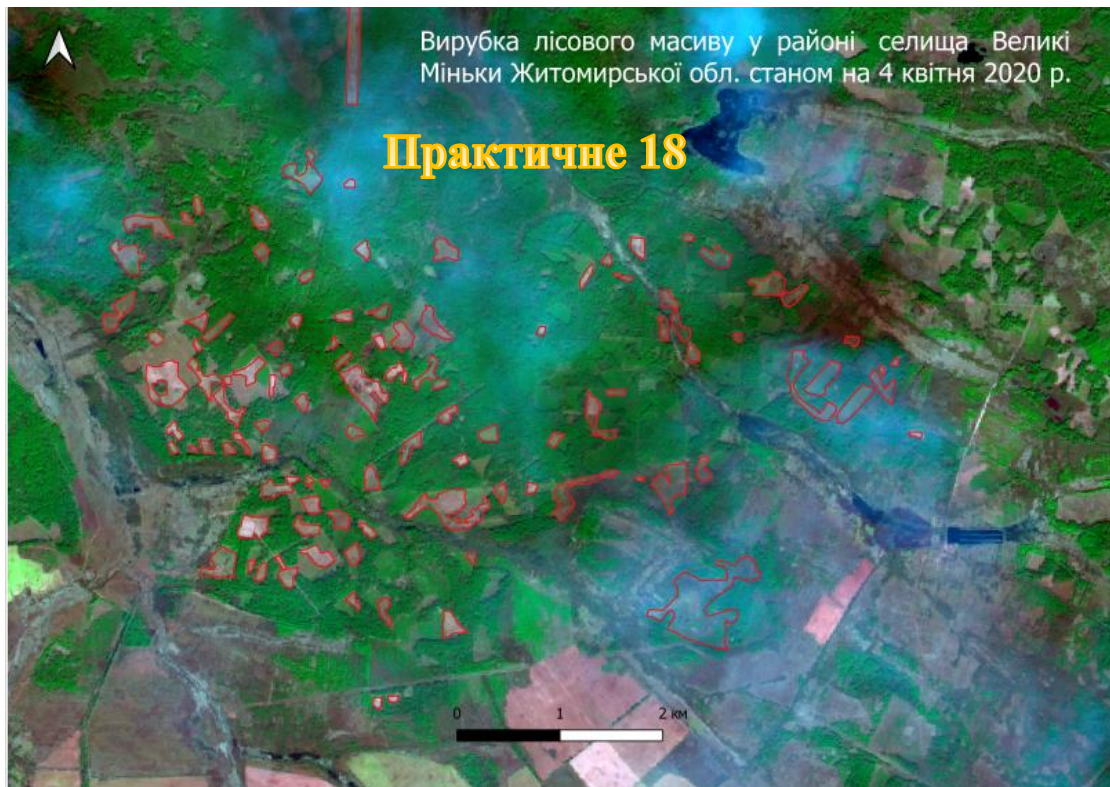 Вирубка лісового масиву у районі селища Великі
Міньки Житомирської обл. станом на 4 квітня 2020 р.
Практичне 18
0 1 2 км